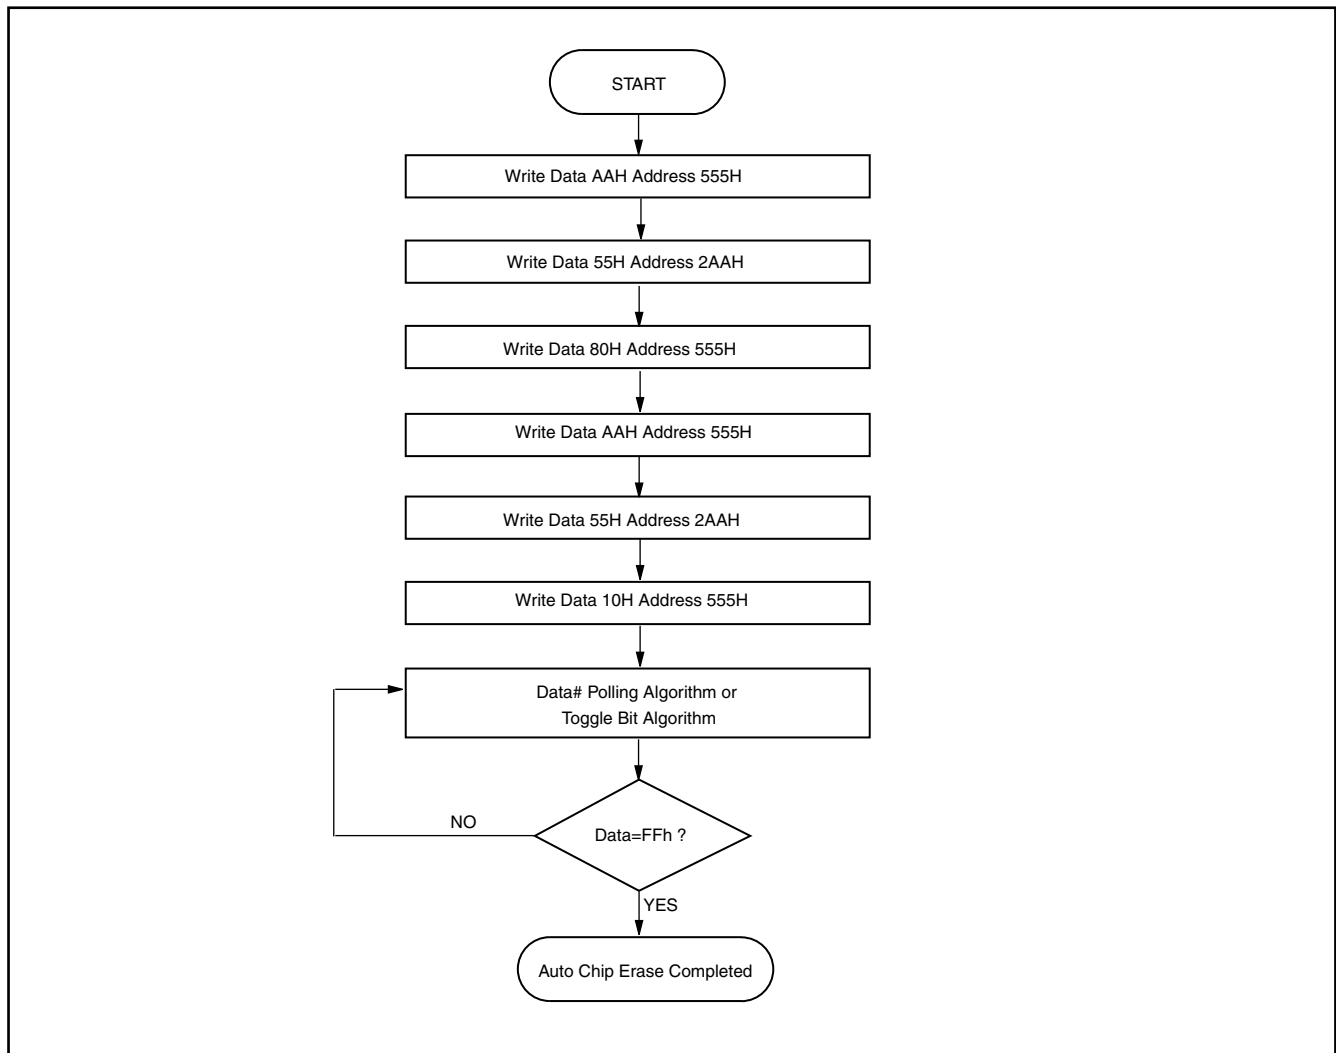 START
Write Data AAH Address 555H
Write Data 55H Address 2AAH
Write Data 80H Address 555H
Write Data AAH Address 555H
Write Data 55H Address 2AAH
Write Data 10H Address 555H
Data# Polling Algorithm or
Toggle Bit Algorithm
NO
Data=FFh ?
YES
Auto Chip Erase Completed